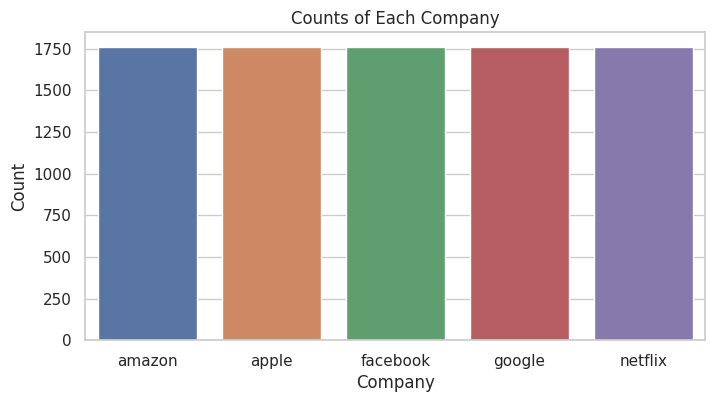 Counts of Each Company
1750
1500
1250
1000
750
500
250
0
Count
amazon apple facebook google netflix
Company